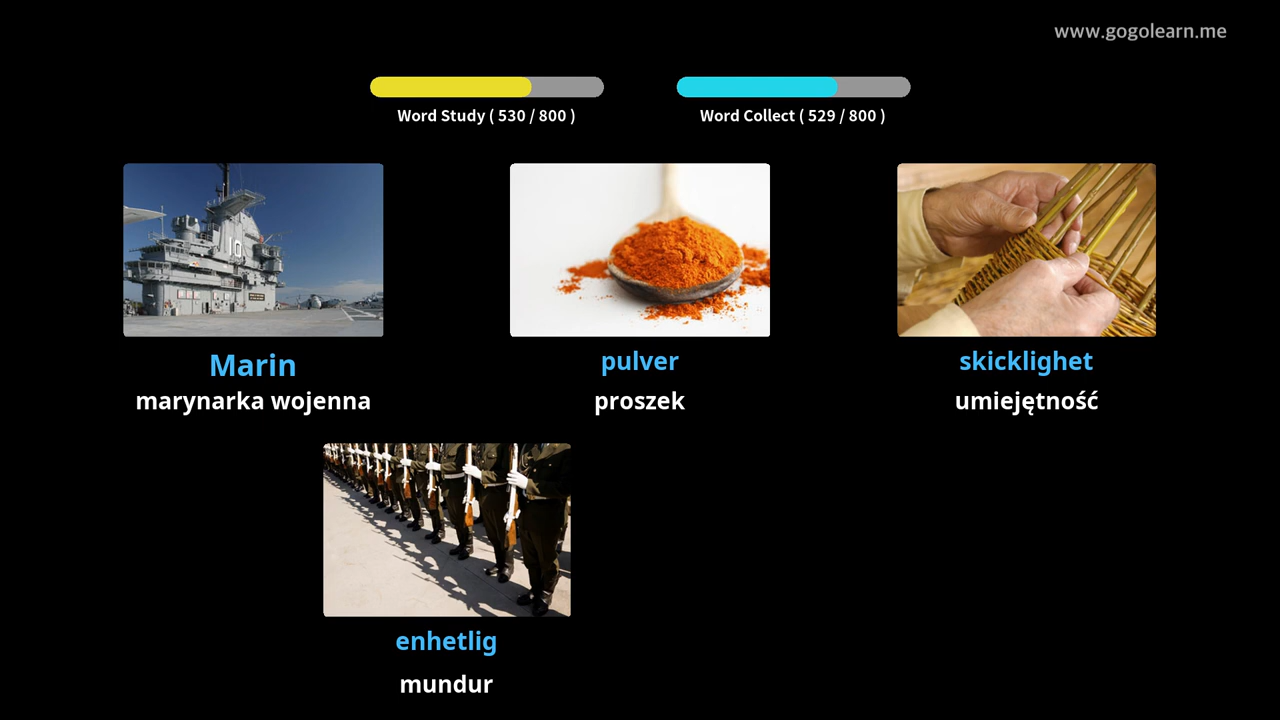 www.gogolearn.me
Word Study ( 530 / 800 )
Word Collect ( 529 / 800 )
10
Marin
pulver
skicklighet
marynarka wojenna
proszek
umiejętność
enhetlig
mundur